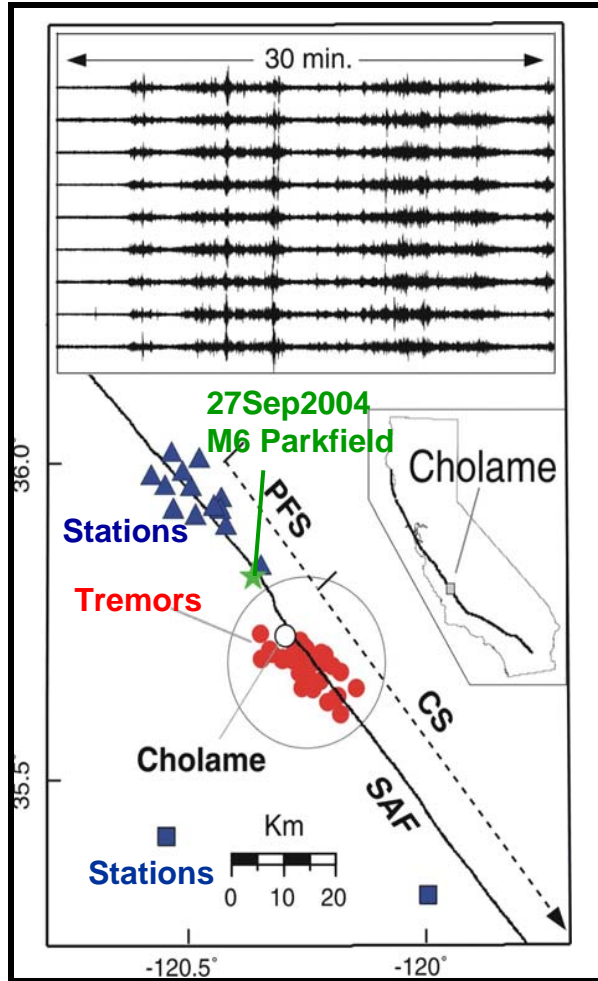 30 min.
27Sep2004
M6 Parkfield
36.0
Cholame
PFS
Stations
Tremors
CS
Cholame
SAF
35.5
Km
Stations
0 10 20
-120.5° -120°